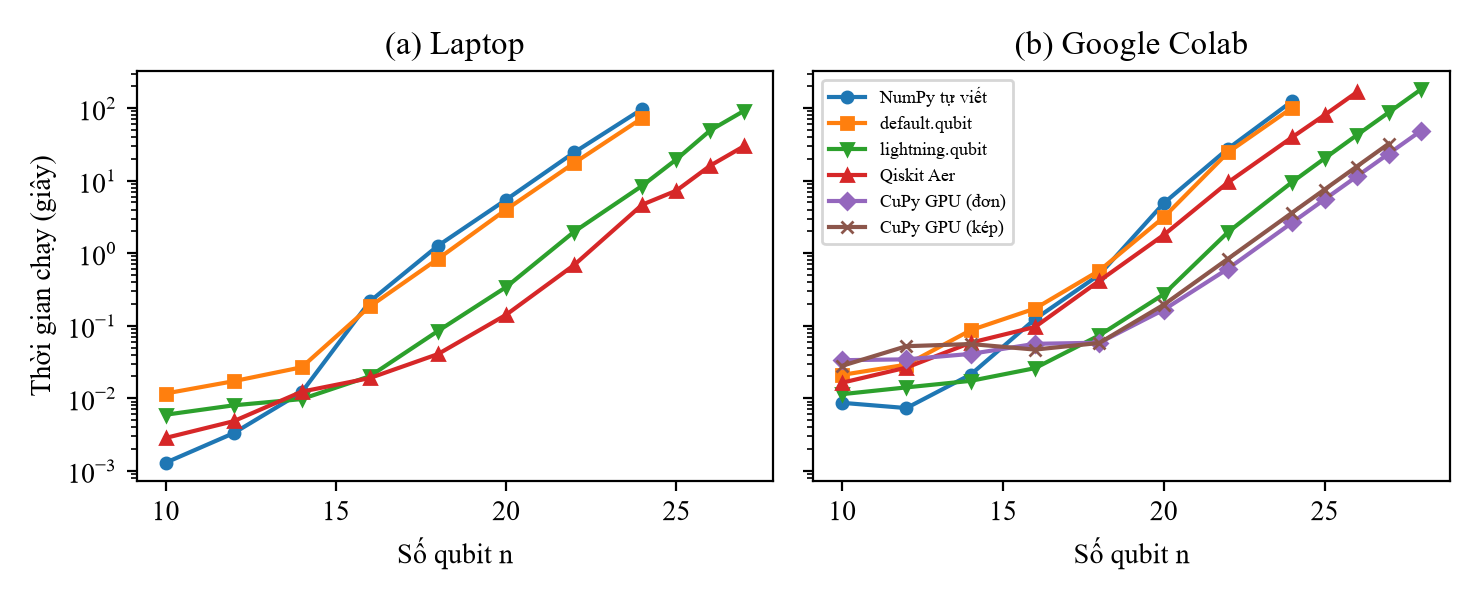 (a) Laptop
(b) Google Colab
Thời gian chạy (giây)
10²
10¹
10⁰
10⁻¹
10⁻²
10⁻³
10
15
20
25
Số qubit n
NumPy tự viết
default.qubit
lightning.qubit
Qiskit Aer
CuPy GPU (đơn)
CuPy GPU (kép)
10
15
20
25
Số qubit n